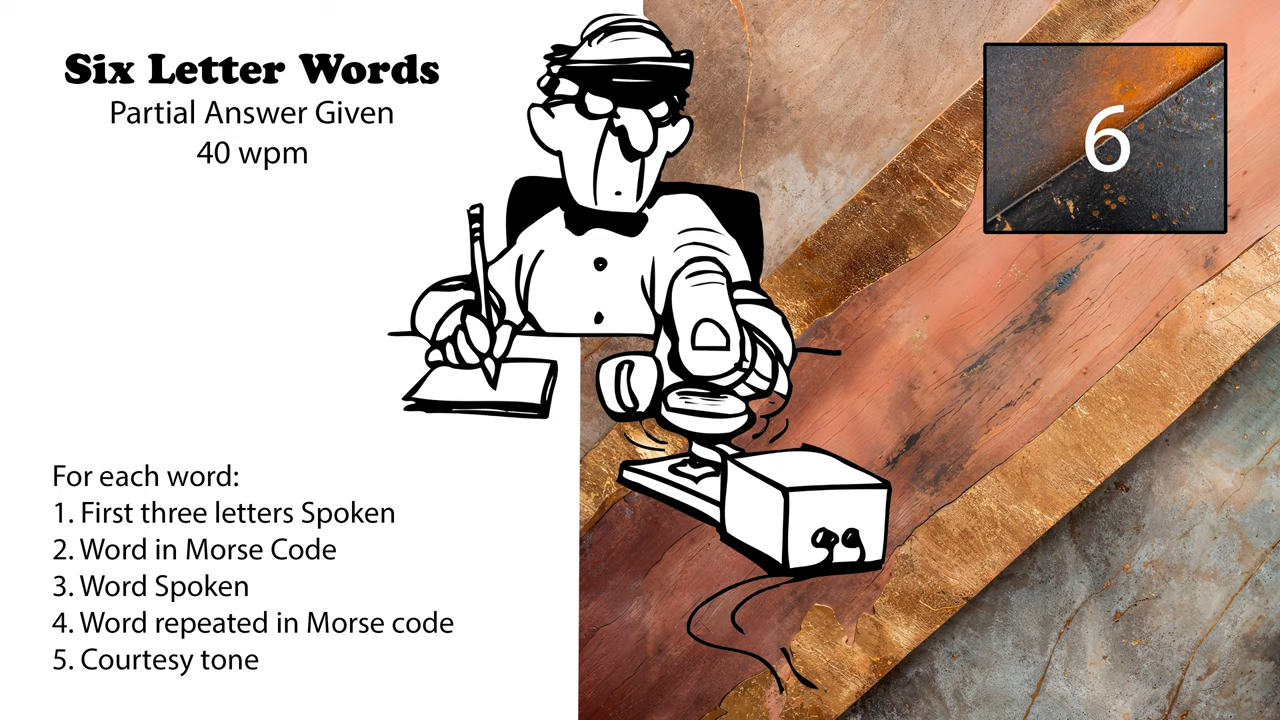 Six Letter Words
Partial Answer Given
40 wpm
6
For each word:
1. First three letters Spoken
2. Word in Morse Code
3. Word Spoken
4. Word repeated in Morse code
5. Courtesy tone